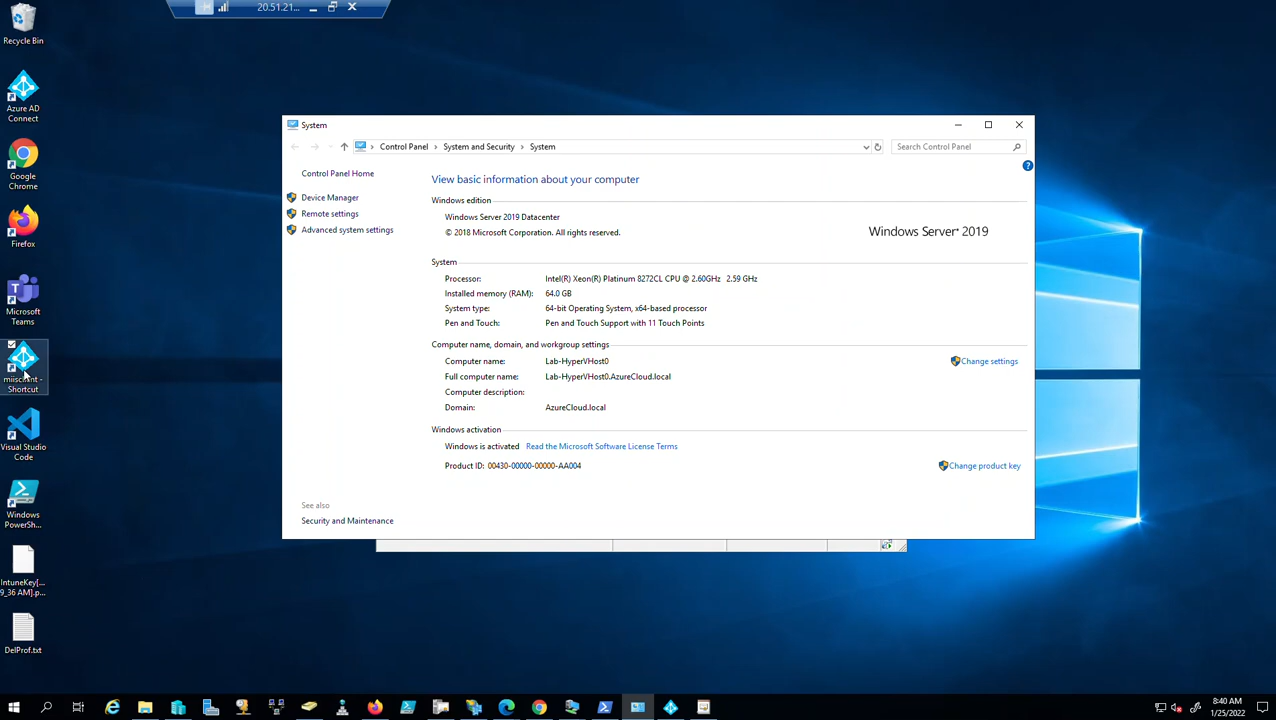 20.51.21...
Recycle Bin
Azure AD
Connect
Google
Chrome
Firefox
Microsoft
Teams
miisclient -
Shortcut
Visual Studio
Code
Windows
PowerSh...
IntuneKey[...
9_36 AM].p...
DelProf.txt
System
Control Panel > System and Security > System
Search Control Panel
Control Panel Home
Device Manager
Remote settings
Advanced system settings
See also
Security and Maintenance
View basic information about your computer
Windows edition
Windows Server 2019 Datacenter
© 2018 Microsoft Corporation. All rights reserved.
Windows Server® 2019
System
Processor: Intel(R) Xeon(R) Platinum 8272CL CPU @ 2.60GHz 2.59 GHz
Installed memory (RAM): 64.0 GB
System type: 64-bit Operating System, x64-based processor
Pen and Touch: Pen and Touch Support with 11 Touch Points
Computer name, domain, and workgroup settings
Computer name: Lab-HyperVHost0
Change settings
Full computer name: Lab-HyperVHost0.AzureCloud.local
Computer description:
Domain: AzureCloud.local
Windows activation
Windows is activated Read the Microsoft Software License Terms
Product ID: 00430-00000-00000-AA004
Change product key
8:40 AM
1/25/2022